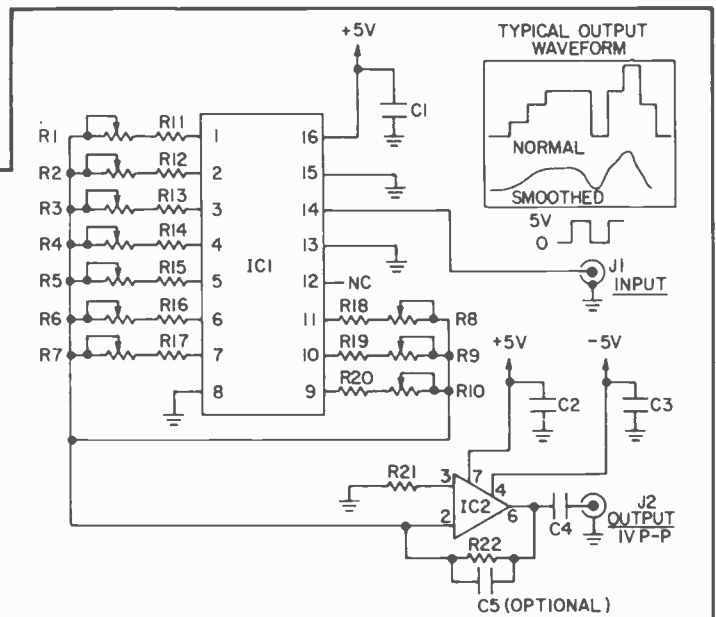 TYPICAL OUTPUT
WAVEFORM
NORMAL
SMOOTHED
5V
0
J1
INPUT
+5V
C1
R1 R11 1
R2 R12 2
R3 R13 3
R4 R14 4
R5 R15 5
R6 R16 6
R7 R17 7
8
IC1
16
15
14
13
12 NC
11 R18 R8
10 R19 R9
9 R20 R10
+5V
-5V
C2
C3
R21 3
7
4
IC2
2
6
C4
J2
OUTPUT
1V P-P
R22
C5 (OPTIONAL)